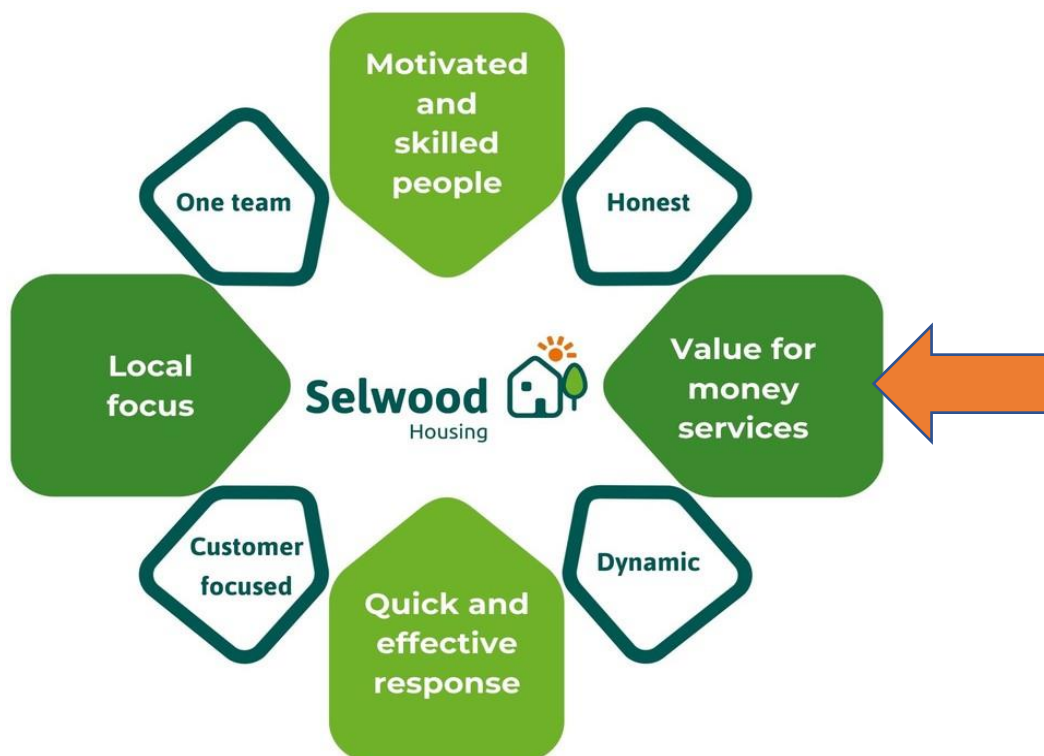 Motivated
and
skilled
people
One team
Honest
Local
focus
Selwood
Housing
Value for
money
services
Customer
focused
Dynamic
Quick and
effective
response